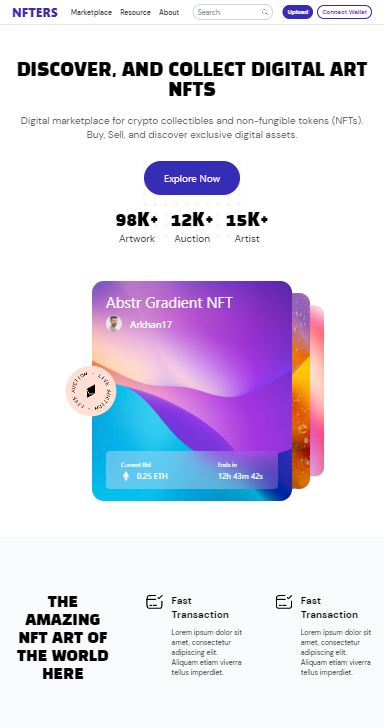 NFTERS Marketplace Resource About Search Upload Connect Wallet
DISCOVER, AND COLLECT DIGITAL ART
NFTS
Digital marketplace for crypto collectibles and non-fungible tokens (NFTs).
Buy, Sell, and discover exclusive digital assets.
Explore Now
98K+ 12K+ 15K+
Artwork Auction Artist
Abstr Gradient NFT
Arkhan17
LIVE AUCTION • LIVE AUCTION •
Current Bid Ends in
0.25 ETH 12h 43m 42s
THE
AMAZING
NFT ART OF
THE WORLD
HERE
Fast
Transaction
Lorem ipsum dolor sit
amet, consectetur
adipiscing elit.
Aliquam etiam viverra
tellus imperdiet.
Fast
Transaction
Lorem ipsum dolor sit
amet, consectetur
adipiscing elit.
Aliquam etiam viverra
tellus imperdiet.